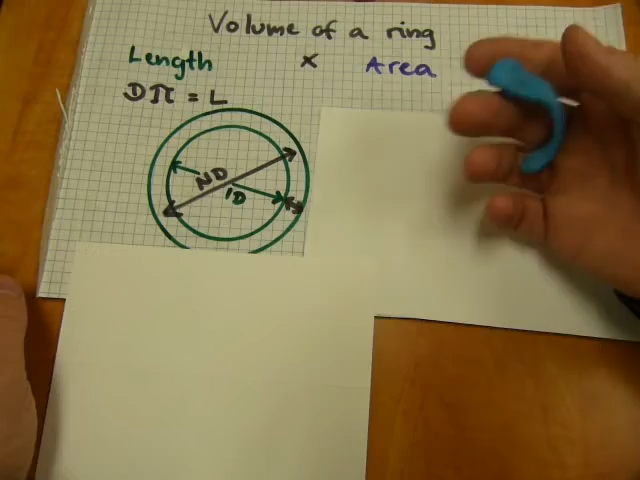 Volume of a ring
Length x Area
Dπ = L
ND
ID